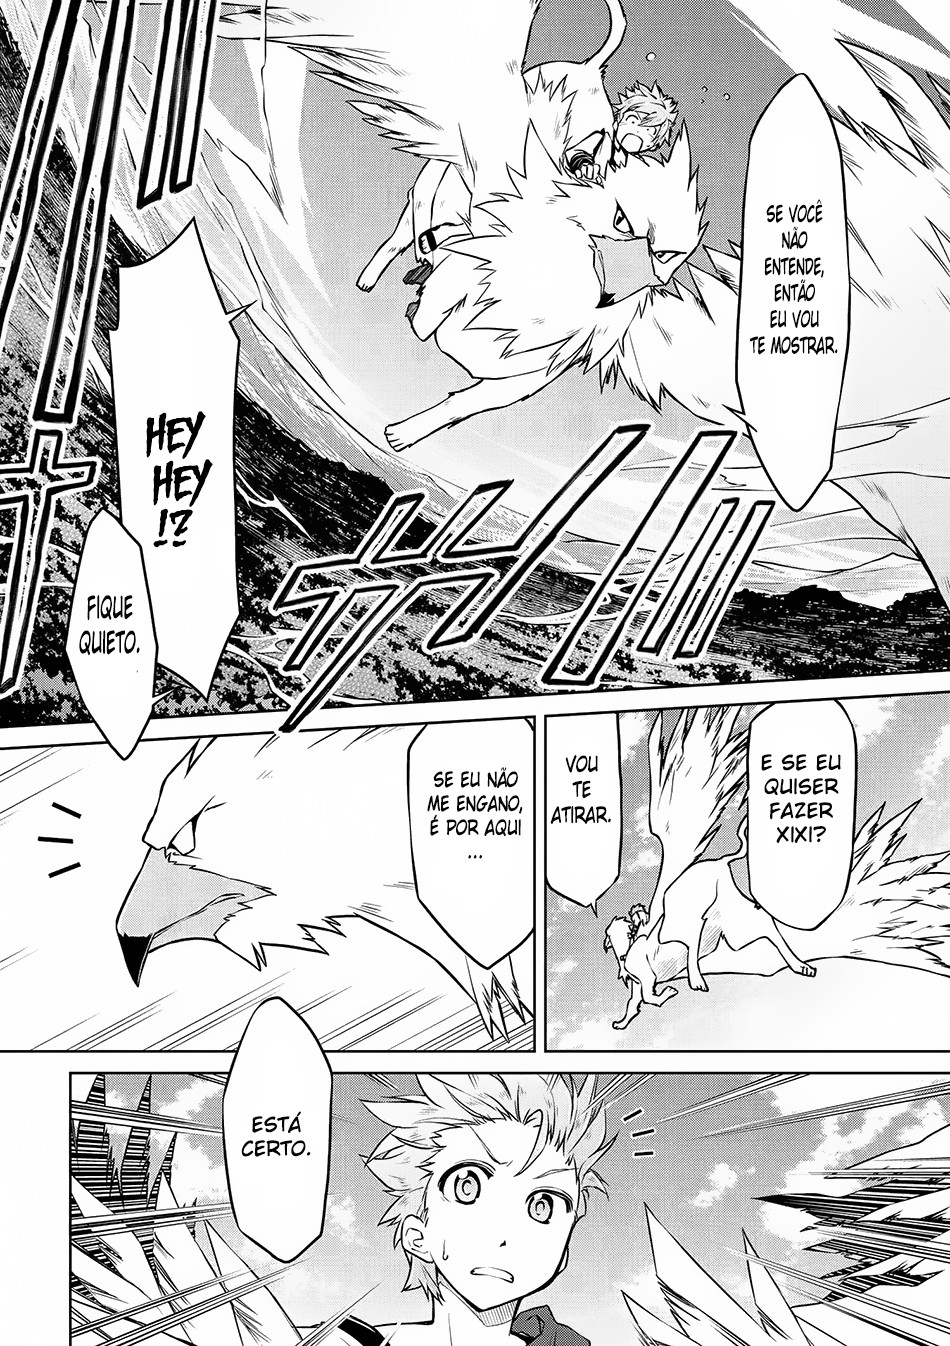 SE VOCÊ
NÃO
ENTENDE,
ENTÃO
EU VOU
TE MOSTRAR.
HEY
HEY
!?
FIQUE
QUIETO.
E SE EU
QUISER
FAZER
XIXI?
VOU
TE
ATIRAR.
SE EU NÃO
ME ENGANO,
É POR AQUI
...
ESTÁ
CERTO.